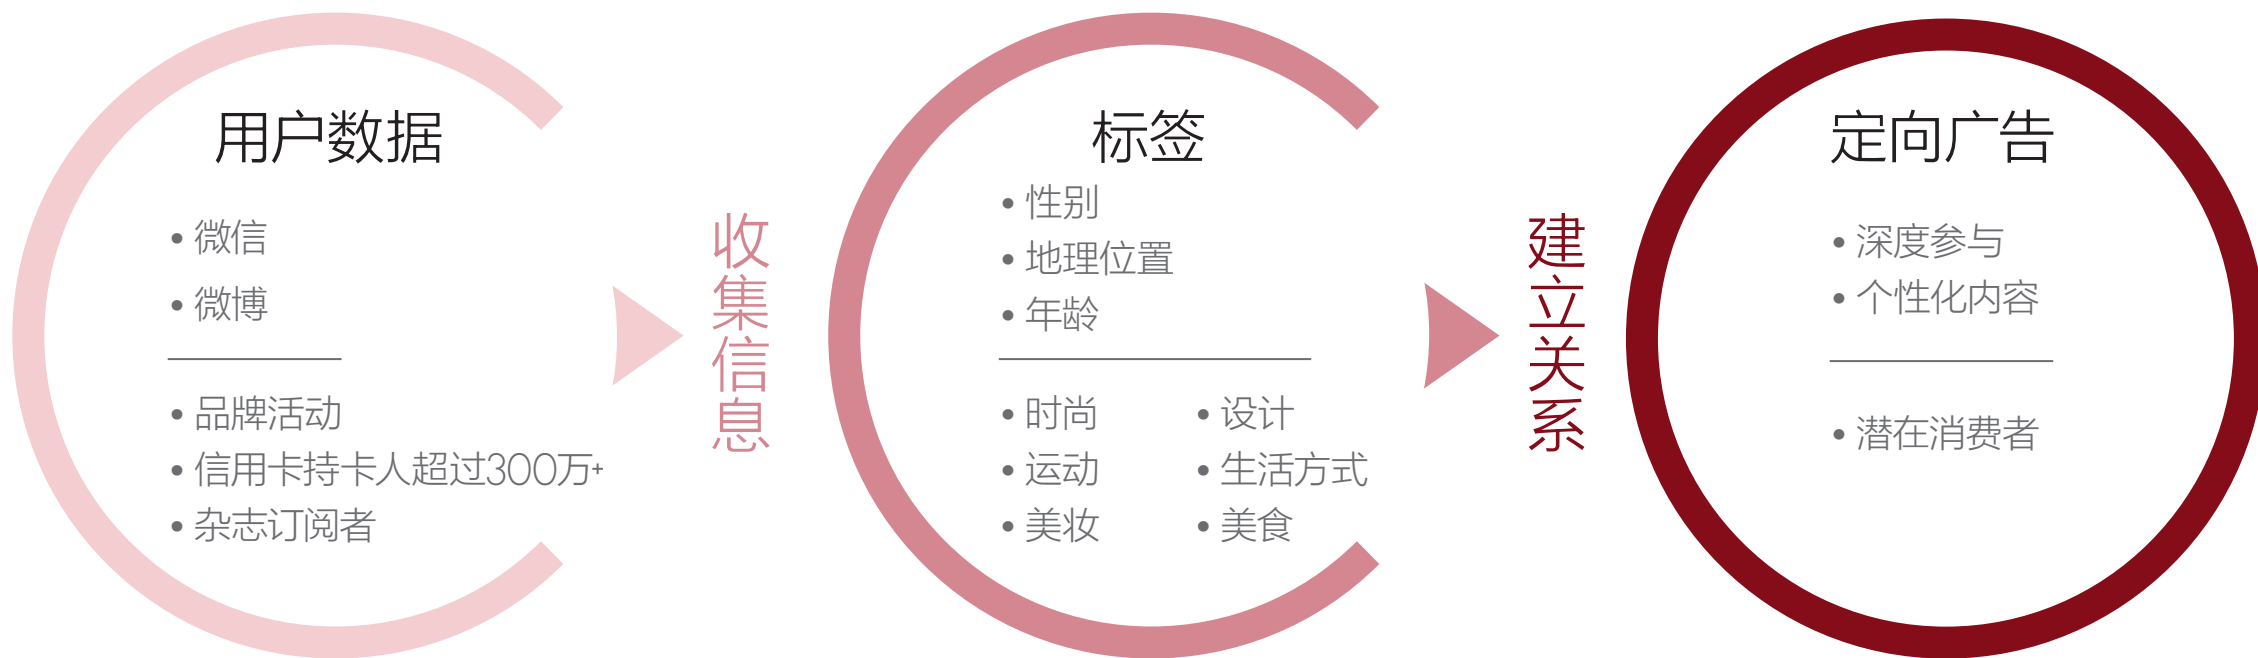 用户数据
• 微信
• 微博
• 品牌活动
• 信用卡持卡人超过300万+
• 杂志订阅者
收集信息
标签
• 性别
• 地理位置
• 年龄
• 时尚
• 运动
• 美妆
• 设计
• 生活方式
• 美食
建立关系
定向广告
• 深度参与
• 个性化内容
• 潜在消费者